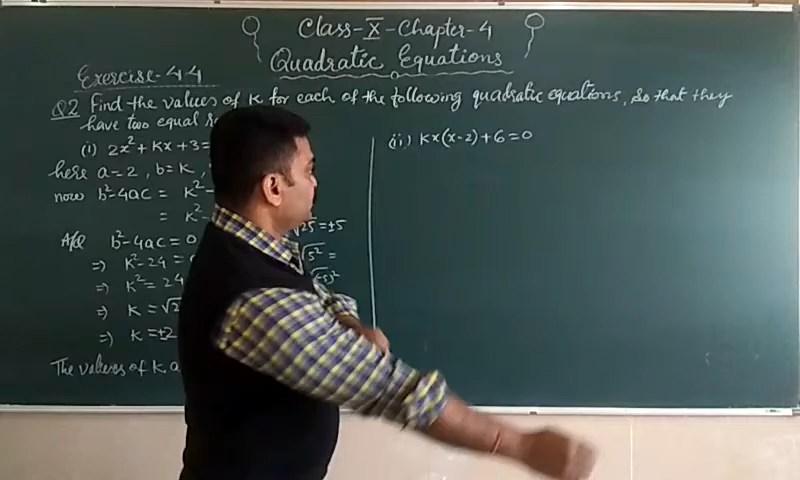 Class-X-Chapter-4
Quadratic Equations
Exercise-4.4
Q2 Find the values of K for each of the following quadratic equations, so that they
have two equal
(i) 2x²+Kx+3=
here a=2, b=K,
now b²-4ac = K²-
= K²-
b²-4ac=0
=) K²-24=
=) K²=24
=) K=√2
=) K=±2
The values of K, a
√25=±5
√5²=
(ii) Kx(x-2)+6=0